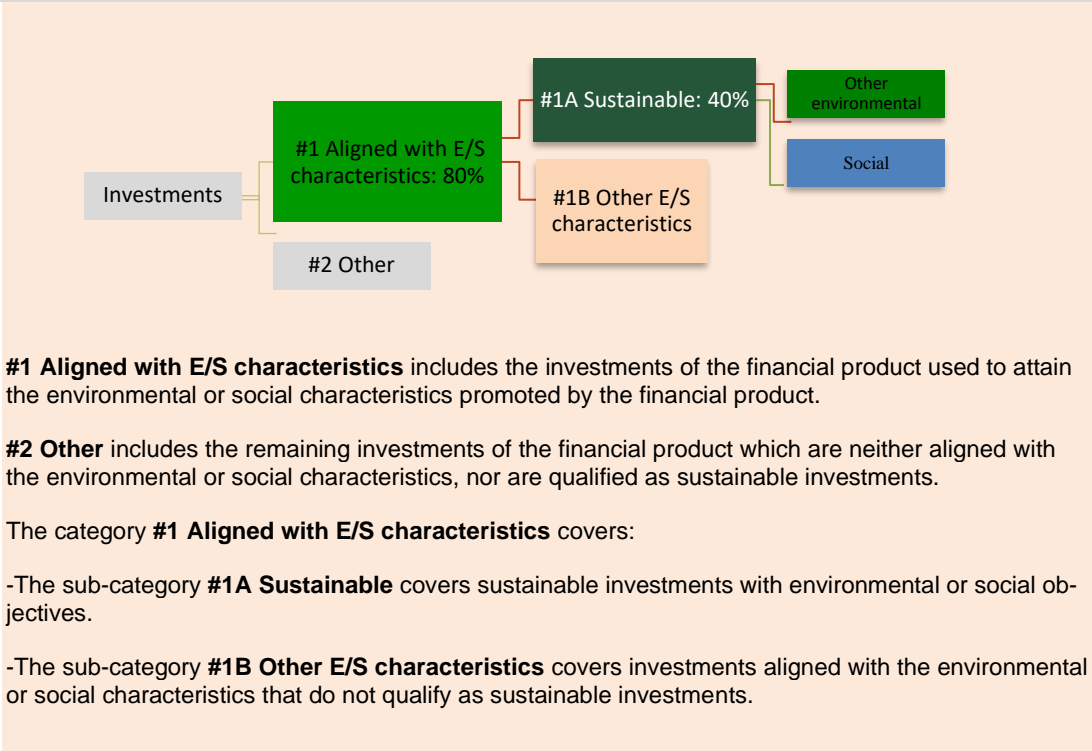 Investments
#1 Aligned with E/S
characteristics: 80%
#2 Other
#1A Sustainable: 40%
#1B Other E/S
characteristics
Other
environmental
Social
#1 Aligned with E/S characteristics includes the investments of the financial product used to attain
the environmental or social characteristics promoted by the financial product.
#2 Other includes the remaining investments of the financial product which are neither aligned with
the environmental or social characteristics, nor are qualified as sustainable investments.
The category #1 Aligned with E/S characteristics covers:
-The sub-category #1A Sustainable covers sustainable investments with environmental or social ob-
jectives.
-The sub-category #1B Other E/S characteristics covers investments aligned with the environmental
or social characteristics that do not qualify as sustainable investments.